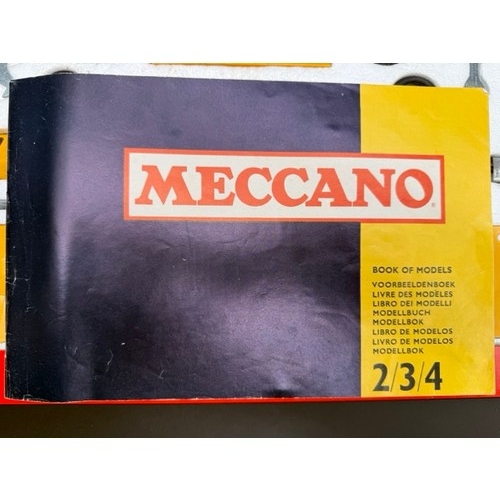 MECCANO
BOOK OF MODELS
VOORBEELDENBOEK
LIVRE DES MODÈLES
LIBRO DEI MODELLI
MODELLBUCH
MODELLBOK
LIBRO DE MODELOS
LIVRO DE MODELOS
MODELLBOK
2/3/4